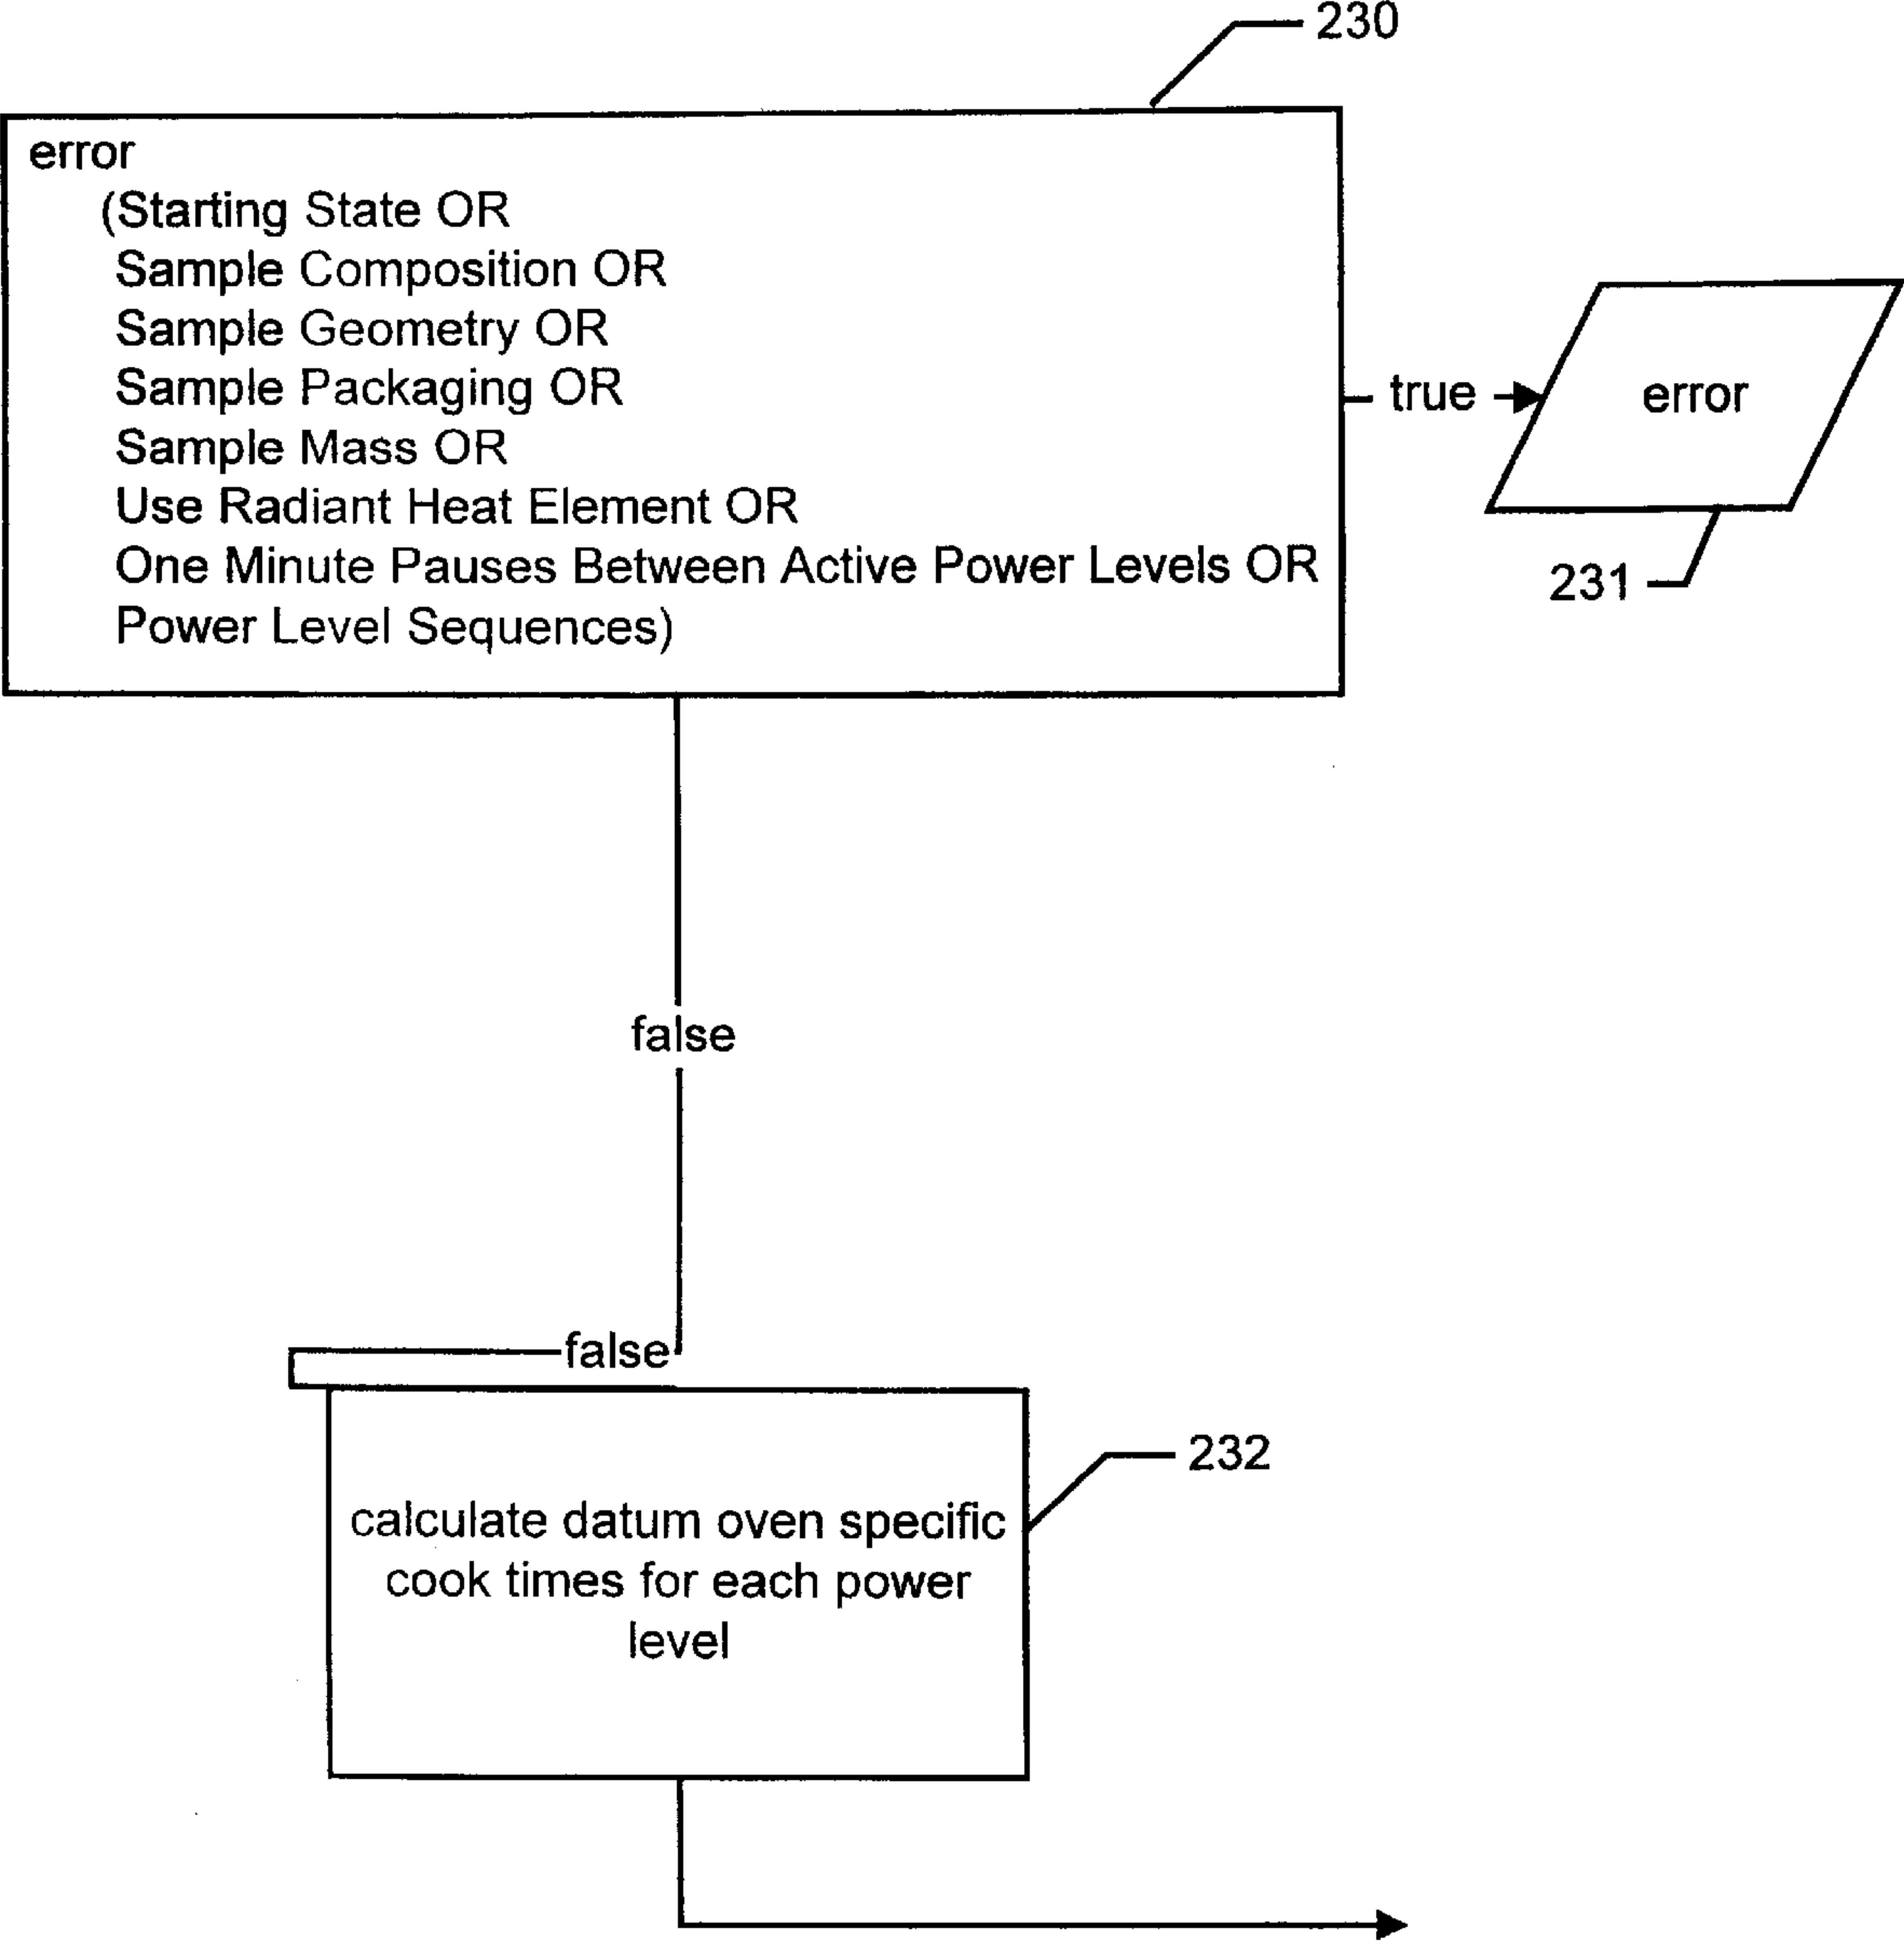 230
error
(Starting State OR
Sample Composition OR
Sample Geometry OR
Sample Packaging OR
Sample Mass OR
Use Radiant Heat Element OR
One Minute Pauses Between Active Power Levels OR
Power Level Sequences)
true
error
231
false
false
232
calculate datum oven specific
cook times for each power
level